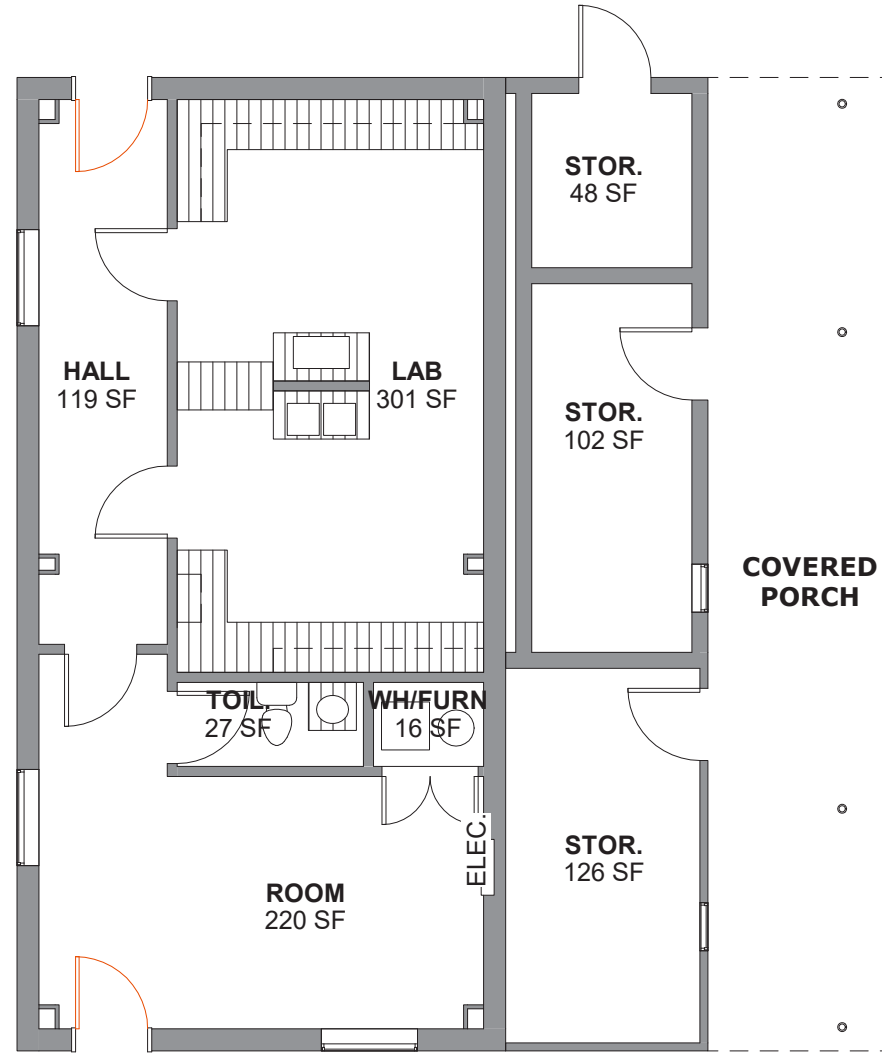 STOR.
48 SF
HALL
119 SF
LAB
301 SF
STOR.
102 SF
COVERED
PORCH
TOIL.
27 SF
WH/FURN
16 SF
ELEC.
STOR.
126 SF
ROOM
220 SF